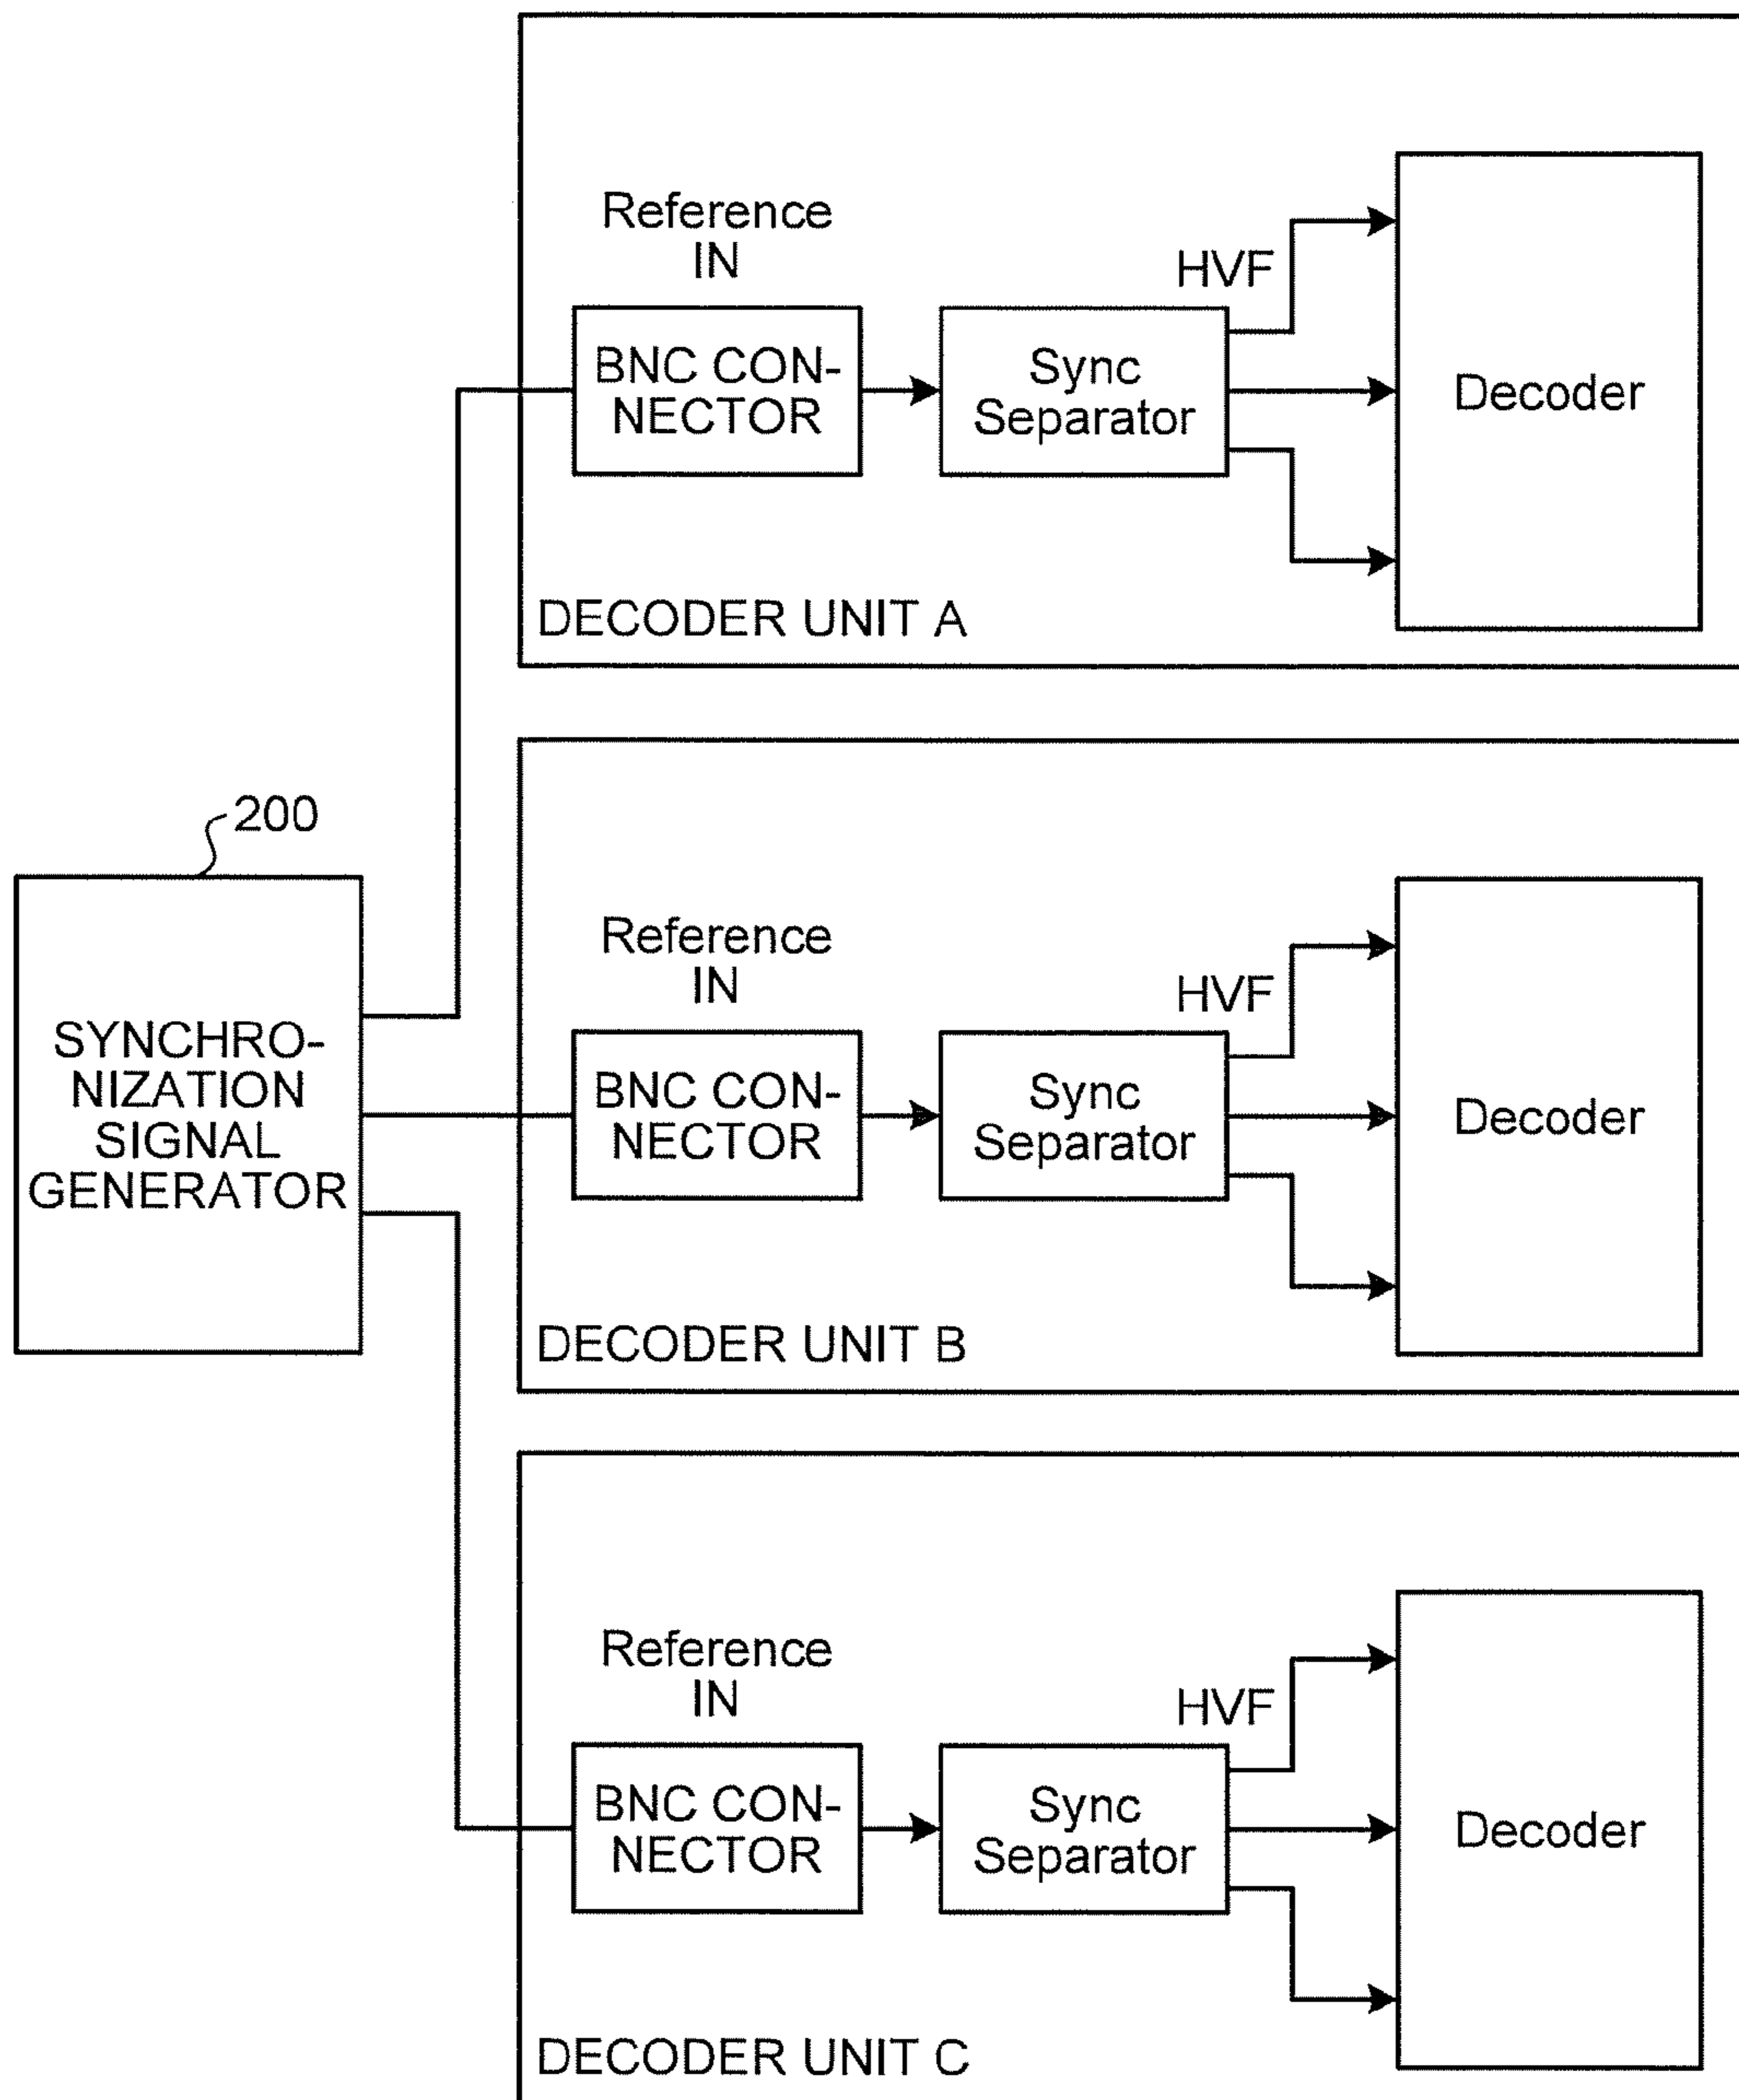 Reference
IN
HVF
BNC CON-
NECTOR
Sync
Separator
Decoder
DECODER UNIT A
200
SYNCHRO-
NIZATION
SIGNAL
GENERATOR
Reference
IN
HVF
BNC CON-
NECTOR
Sync
Separator
Decoder
DECODER UNIT B
Reference
IN
HVF
BNC CON-
NECTOR
Sync
Separator
Decoder
DECODER UNIT C